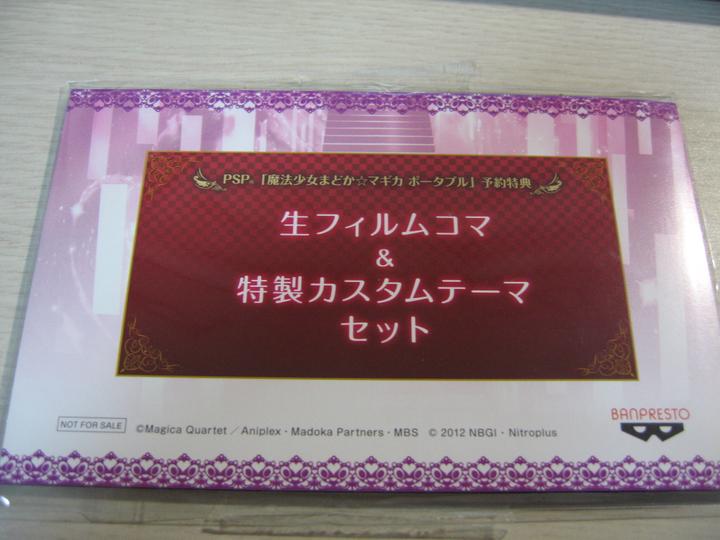 PSP®「魔法少女まどか☆マギカ ポータブル」予約特典
生フィルムコマ
&
特製カスタムテーマ
セット
NOT FOR SALE
©Magica Quartet／Aniplex・Madoka Partners・MBS © 2012 NBGI・Nitroplus
BANPRESTO